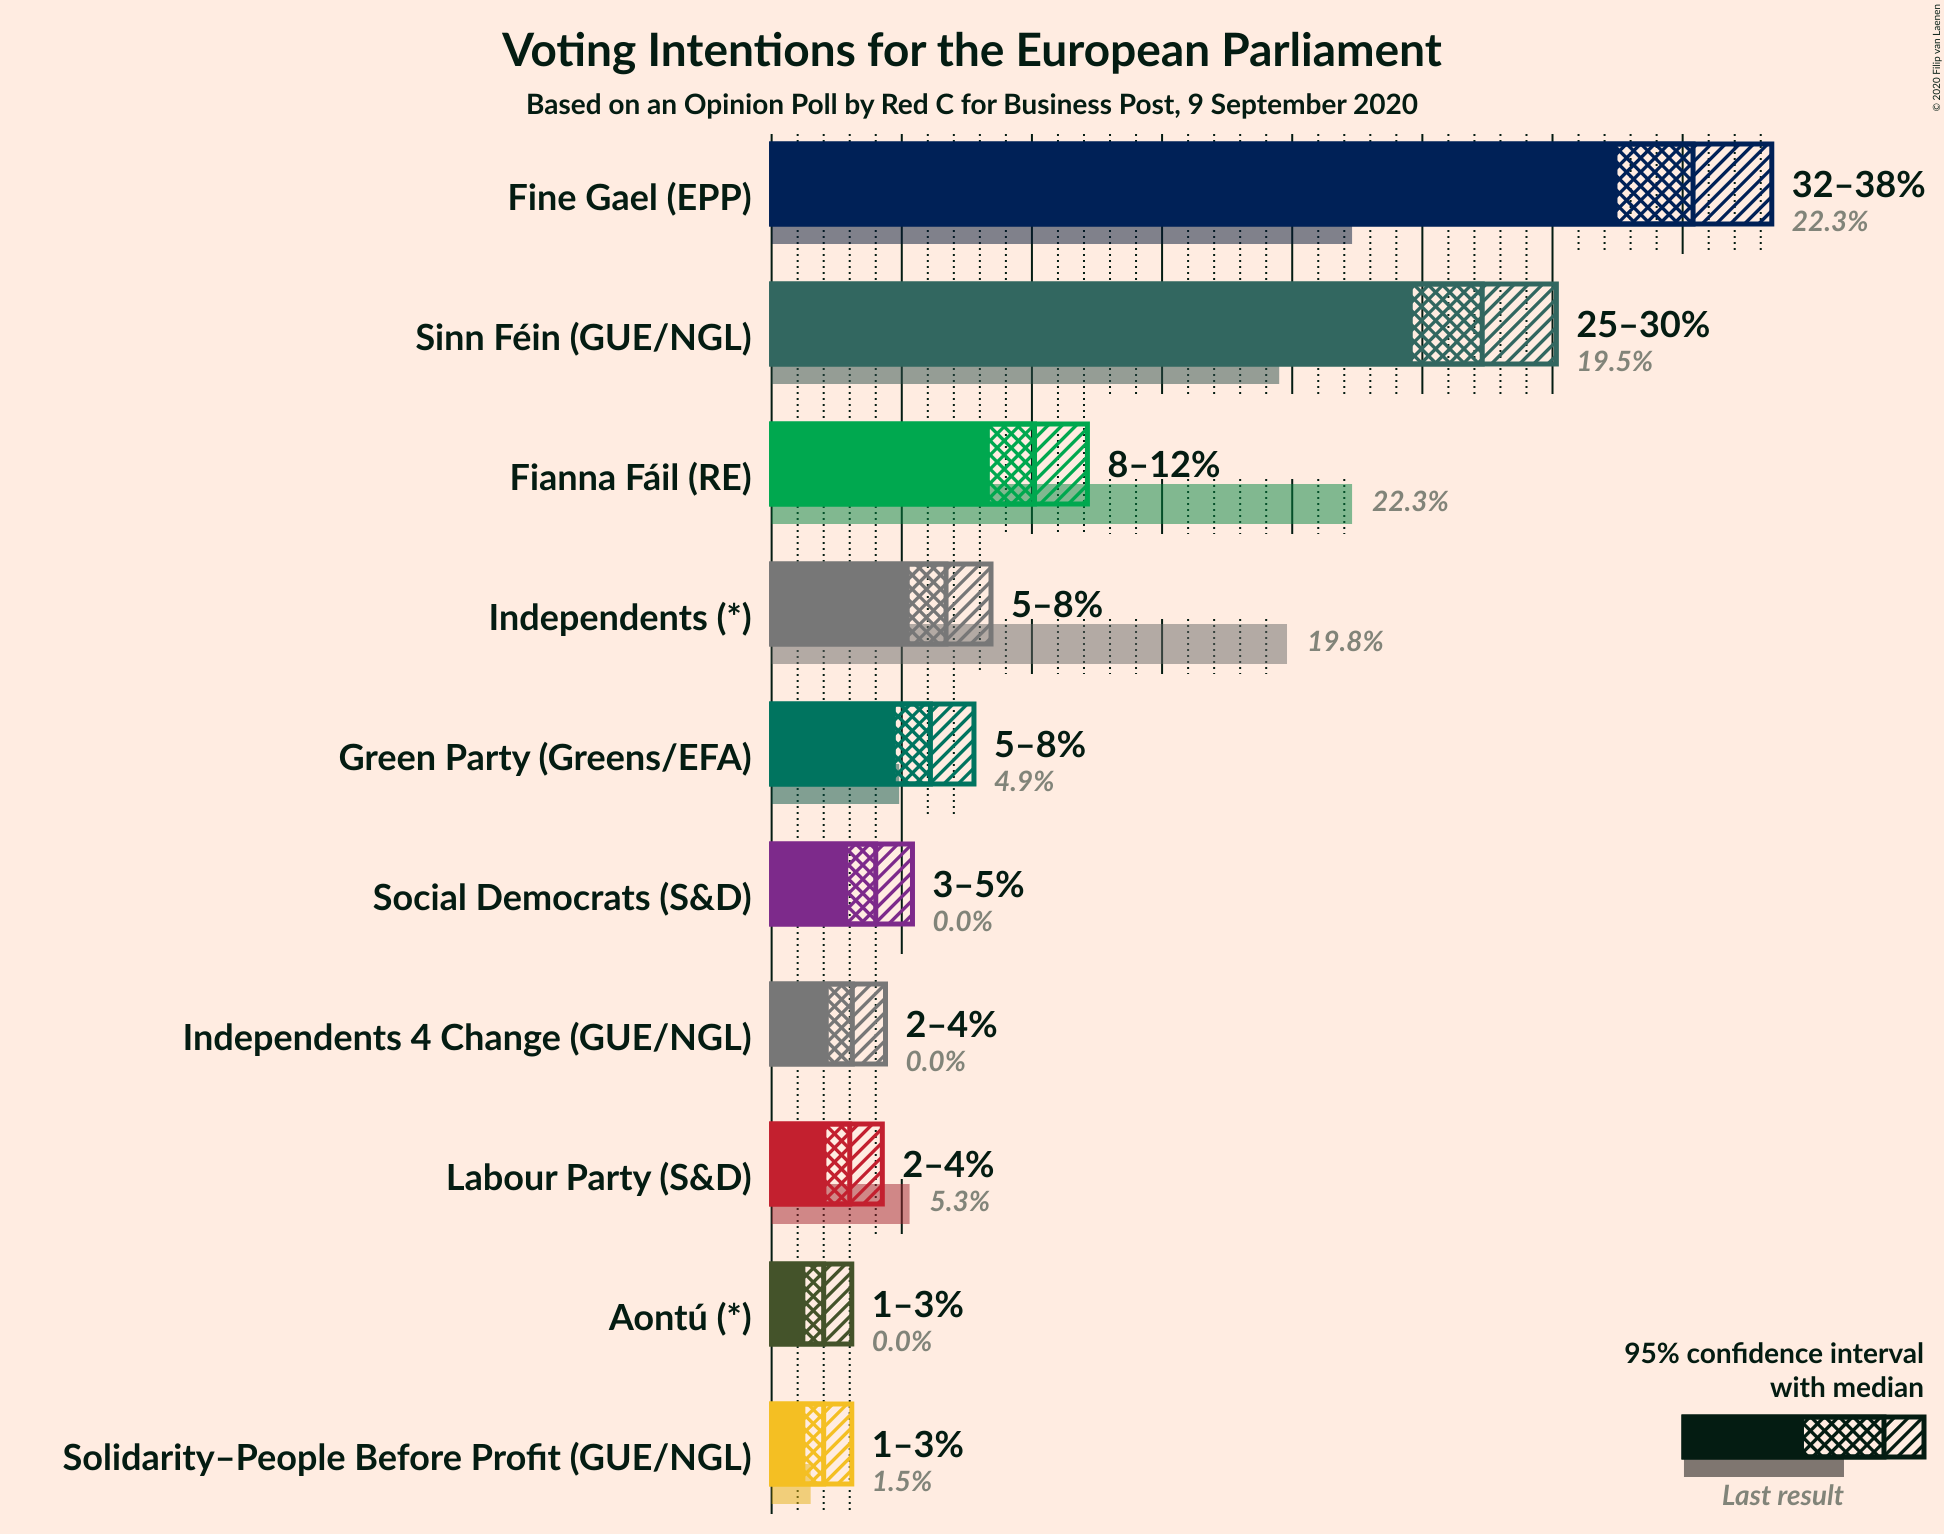 Voting Intentions for the European Parliament
Based on an Opinion Poll by Red C for Business Post, 9 September 2020
© 2020 Filip van Laenen
Fine Gael (EPP)
32–38%
22.3%
Sinn Féin (GUE/NGL)
25–30%
19.5%
Fianna Fáil (RE)
8–12%
22.3%
Independents (*)
5–8%
19.8%
Green Party (Greens/EFA)
5–8%
4.9%
Social Democrats (S&D)
3–5%
0.0%
Independents 4 Change (GUE/NGL)
2–4%
0.0%
Labour Party (S&D)
2–4%
5.3%
Aontú (*)
1–3%
0.0%
Solidarity–People Before Profit (GUE/NGL)
1–3%
1.5%
95% confidence interval
with median
Last result